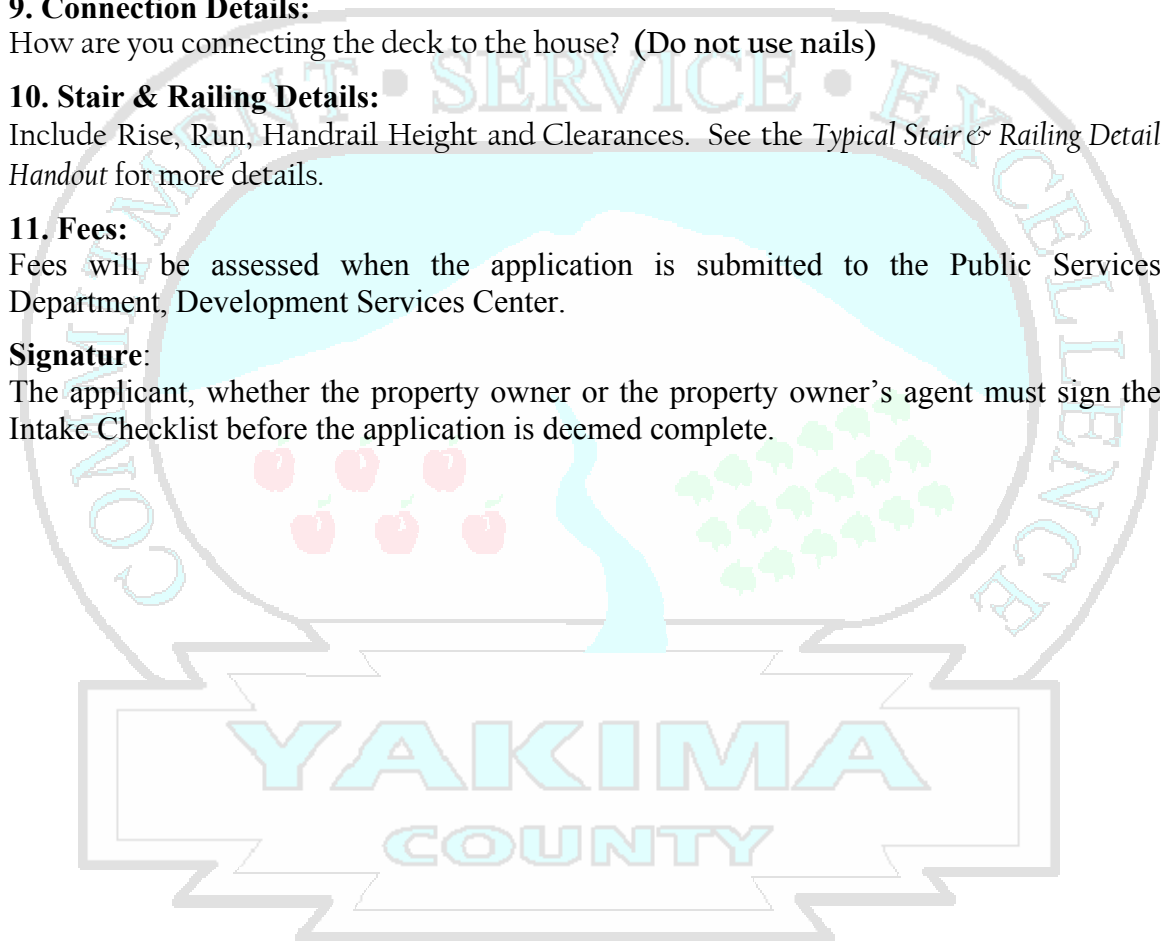 9. Connection Details:
How are you connecting the deck to the house? (Do not use nails)
10. Stair & Railing Details:
Include Rise, Run, Handrail Height and Clearances. See the Typical Stair & Railing Detail
Handout for more details.
11. Fees:
Fees will be assessed when the application is submitted to the Public Services
Department, Development Services Center.
Signature:
The applicant, whether the property owner or the property owner's agent must sign the
Intake Checklist before the application is deemed complete.
COMMITMENT • SERVICE • EXCELLENCE
YAKIMA
COUNTY